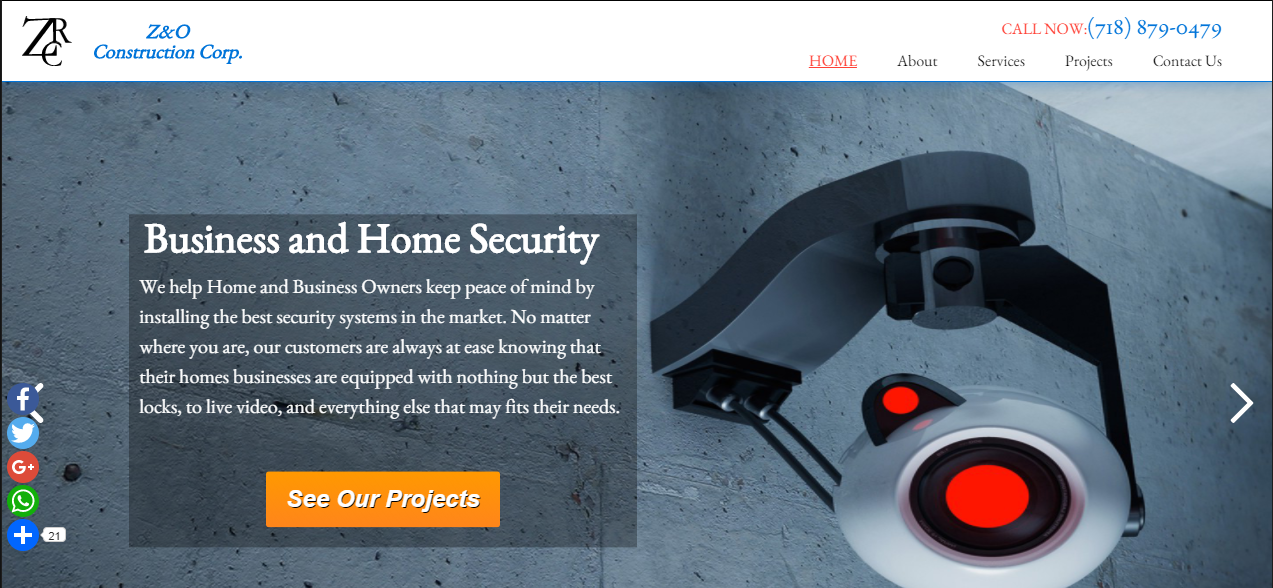 ZRC
Z&O
Construction Corp.
CALL NOW:(718) 879-0479
HOME About Services Projects Contact Us
Business and Home Security
We help Home and Business Owners keep peace of mind by
installing the best security systems in the market. No matter
where you are, our customers are always at ease knowing that
their homes businesses are equipped with nothing but the best
locks, to live video, and everything else that may fits their needs.
See Our Projects
G+
21